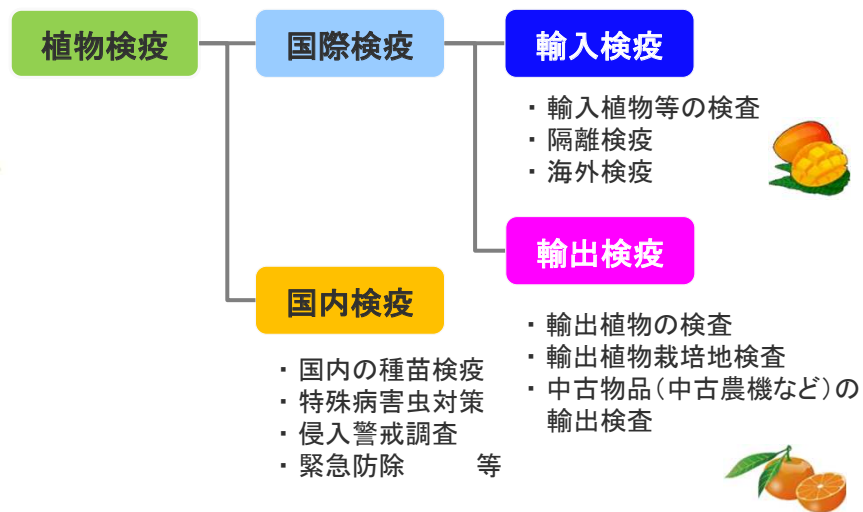 植物検疫
国際検疫
輸入検疫
・輸入植物等の検査
・隔離検疫
・海外検疫
輸出検疫
・輸出植物の検査
・輸出植物栽培地検査
・中古物品（中古農機など）の
輸出検査
国内検疫
・国内の種苗検疫
・特殊病害虫対策
・侵入警戒調査
・緊急防除　　等